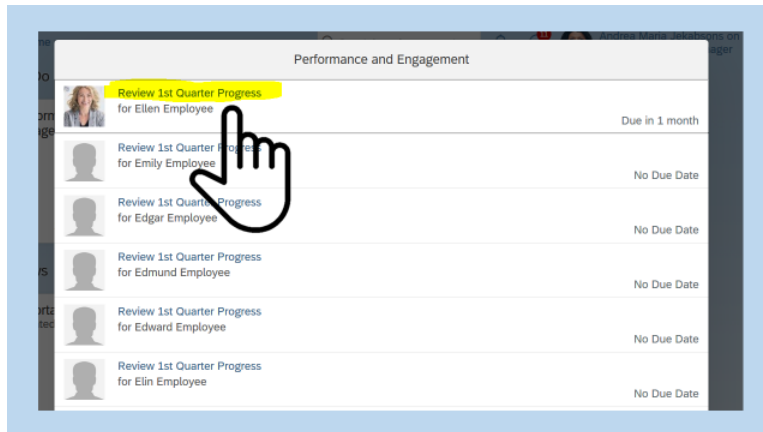 Andrea Maria Jekabsons on
Performance and Engagement
Review 1st Quarter Progress
for Ellen Employee
Due in 1 month
Review 1st Quarter Progress
for Emily Employee
No Due Date
Review 1st Quarter Progress
for Edgar Employee
No Due Date
Review 1st Quarter Progress
for Edmund Employee
No Due Date
Review 1st Quarter Progress
for Edward Employee
No Due Date
Review 1st Quarter Progress
for Elin Employee
No Due Date